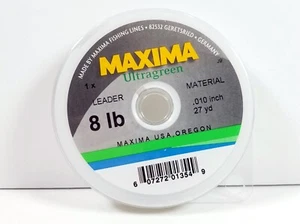 MADE BY MAXIMA FISHING LINES • 82532 GERETSRIED • GERMANY
MAXIMA
Ultragreen
1x
LEADER
MATERIAL
8 lb
.010 inch
27 yd
MAXIMA USA, OREGON
6 07272 01354 9